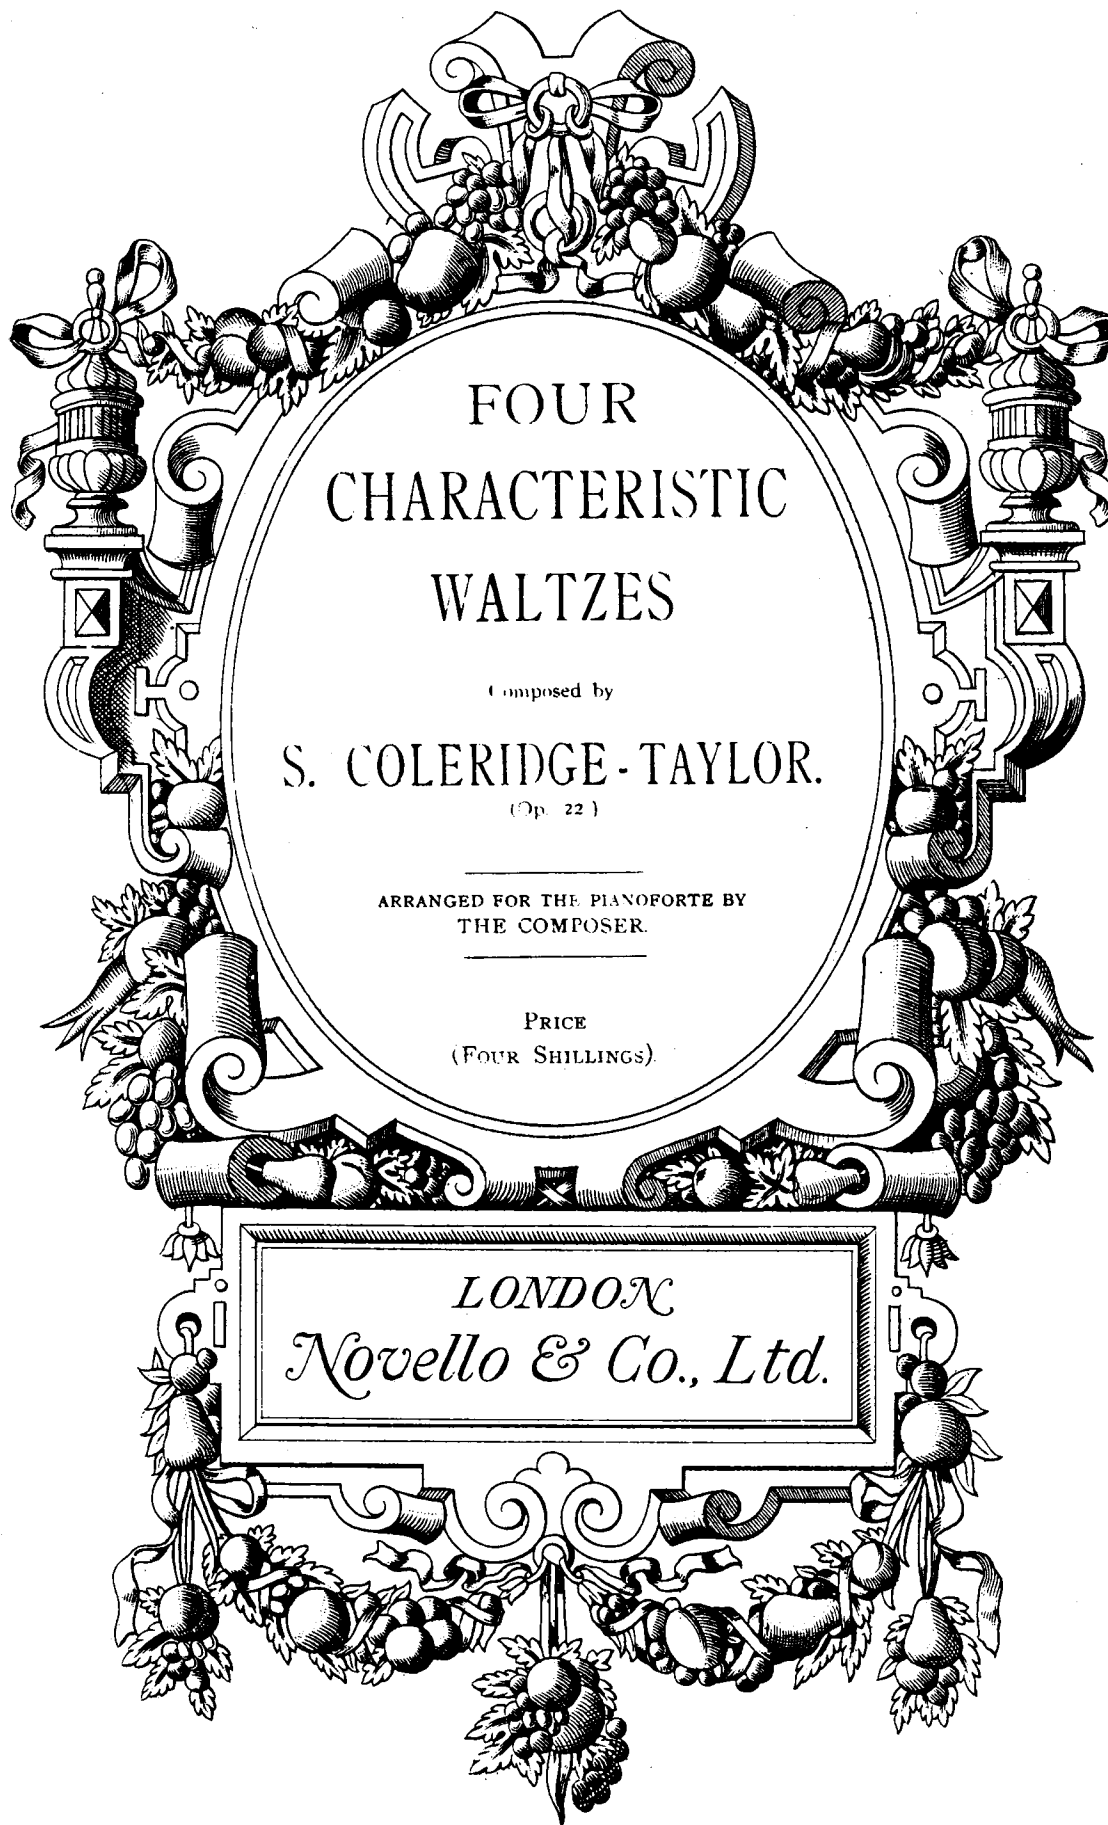 FOUR
CHARACTERISTIC
WALTZES
Composed by
S. COLERIDGE-TAYLOR.
(Op. 22)
ARRANGED FOR THE PIANOFORTE BY
THE COMPOSER.
PRICE
(FOUR SHILLINGS)
LONDON
Novello & Co., Ltd.